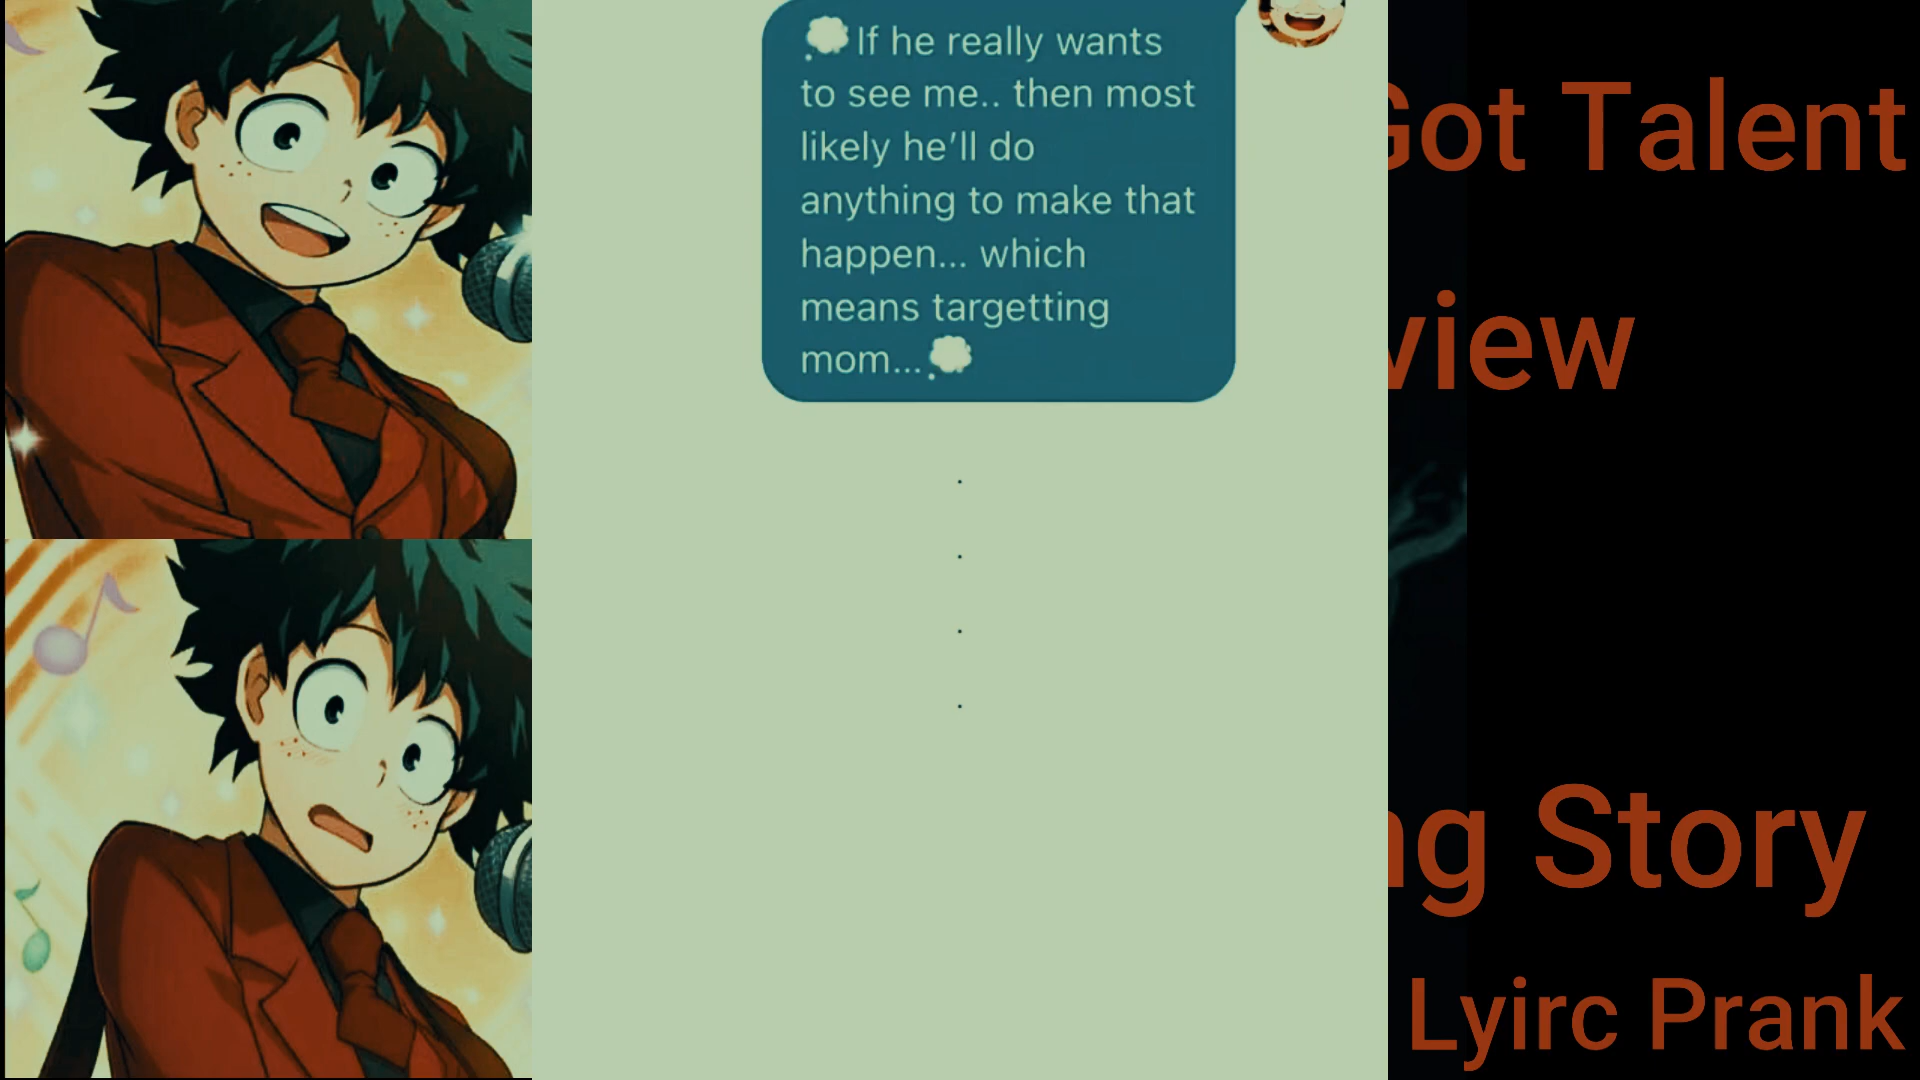 If he really wants
to see me.. then most
likely he’ll do
anything to make that
happen... which
means targetting
mom...
Got Talent
view
ng Story
Lyirc Prank